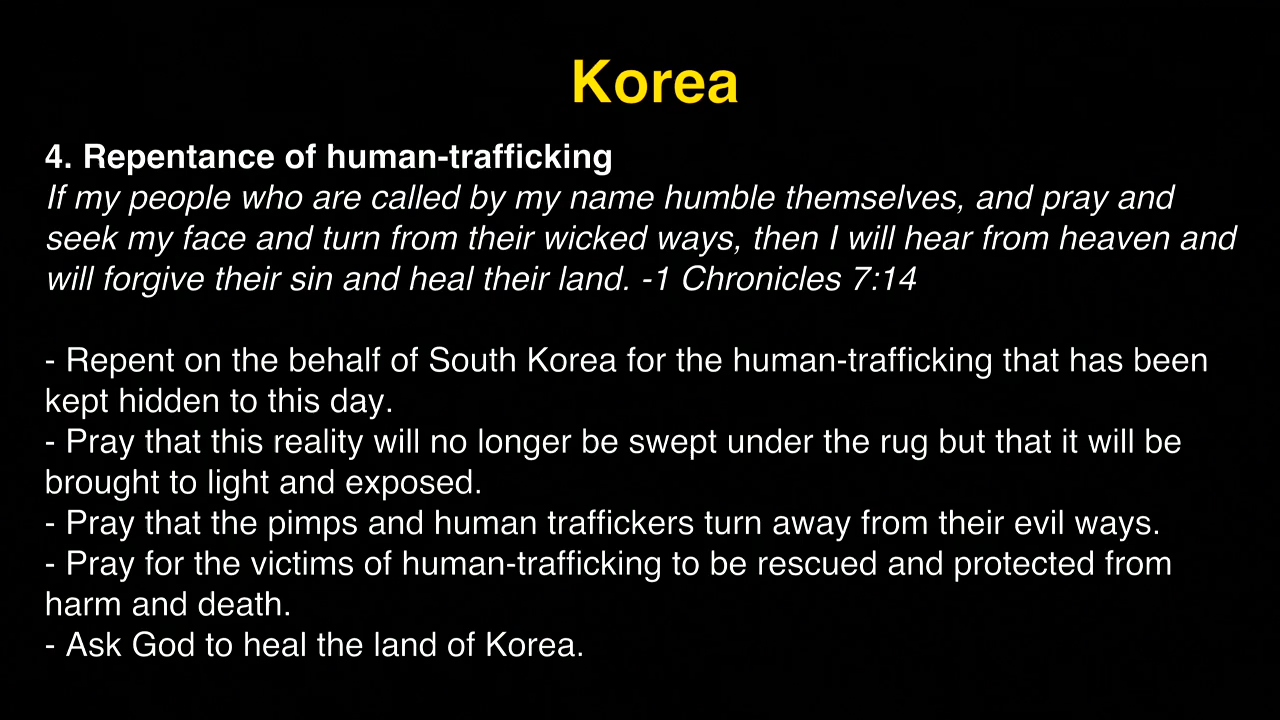 Korea
4. Repentance of human-trafficking
If my people who are called by my name humble themselves, and pray and
seek my face and turn from their wicked ways, then I will hear from heaven and
will forgive their sin and heal their land. -1 Chronicles 7:14
- Repent on the behalf of South Korea for the human-trafficking that has been
kept hidden to this day.
- Pray that this reality will no longer be swept under the rug but that it will be
brought to light and exposed.
- Pray that the pimps and human traffickers turn away from their evil ways.
- Pray for the victims of human-trafficking to be rescued and protected from
harm and death.
- Ask God to heal the land of Korea.